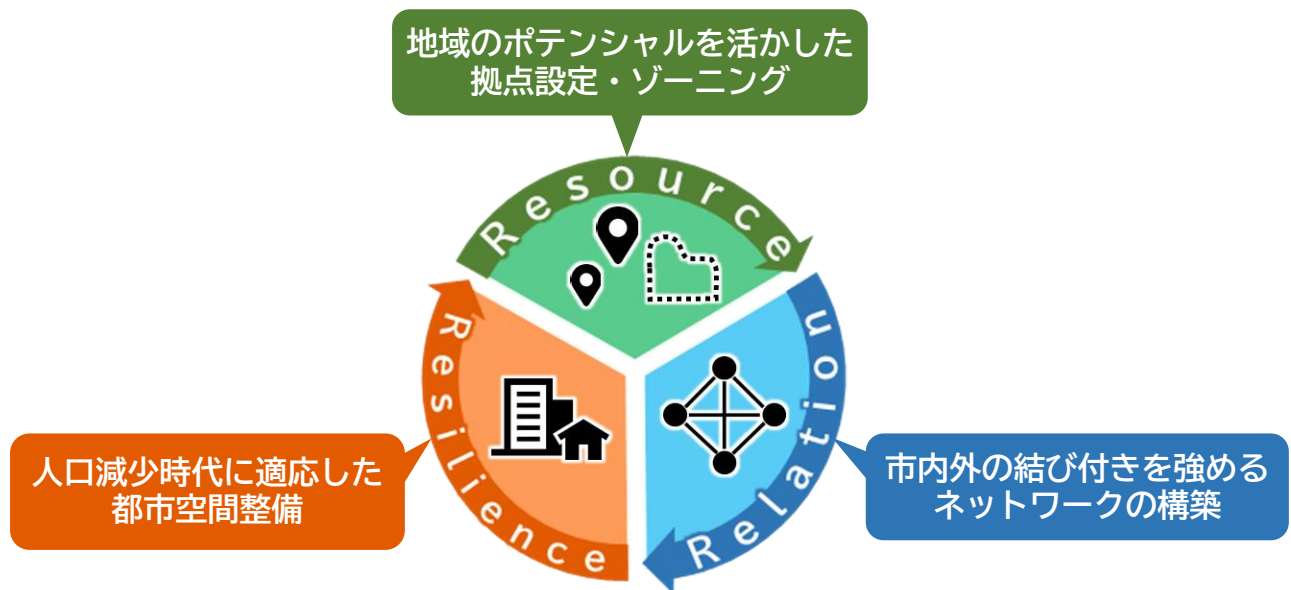 地域のポテンシャルを活かした
拠点設定・ゾーニング
Resource
Resilience
Relation
人口減少時代に適応した
都市空間整備
市内外の結び付きを強める
ネットワークの構築